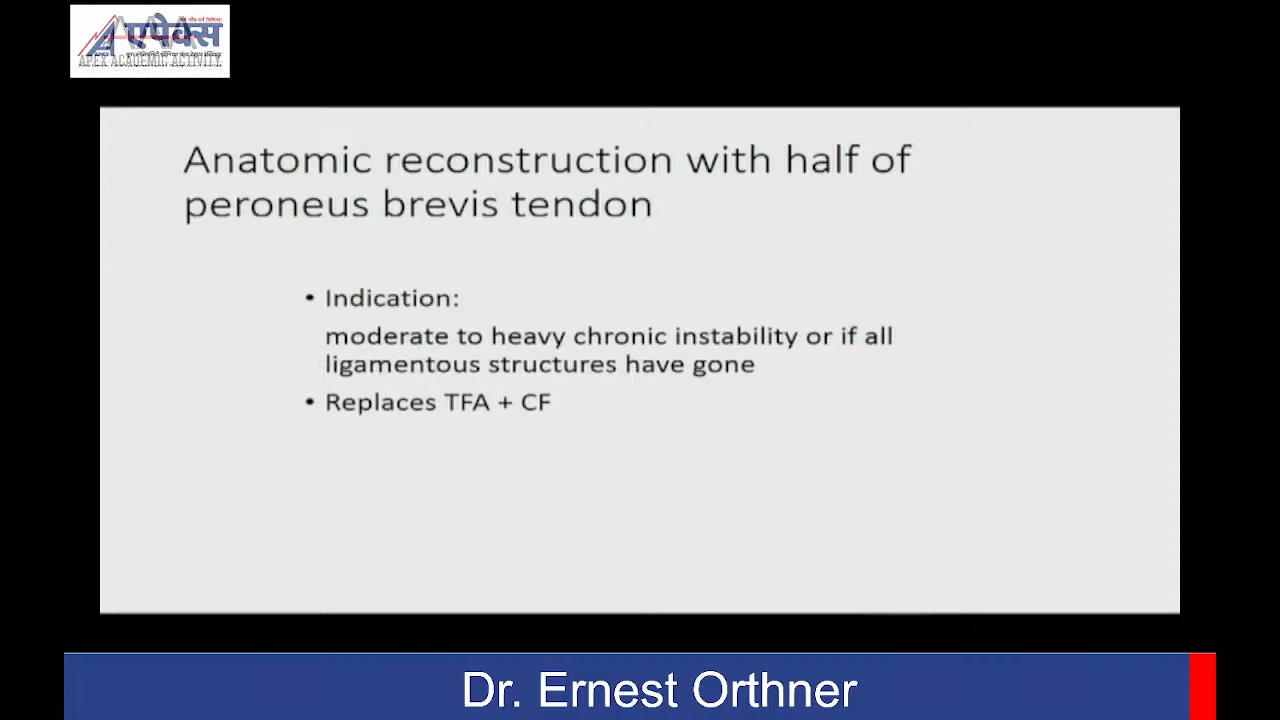 एपेक्स
APEX ACADEMIC ACTIVITY
Anatomic reconstruction with half of
peroneus brevis tendon
• Indication:
moderate to heavy chronic instability or if all
ligamentous structures have gone
• Replaces TFA + CF
Dr. Ernest Orthner